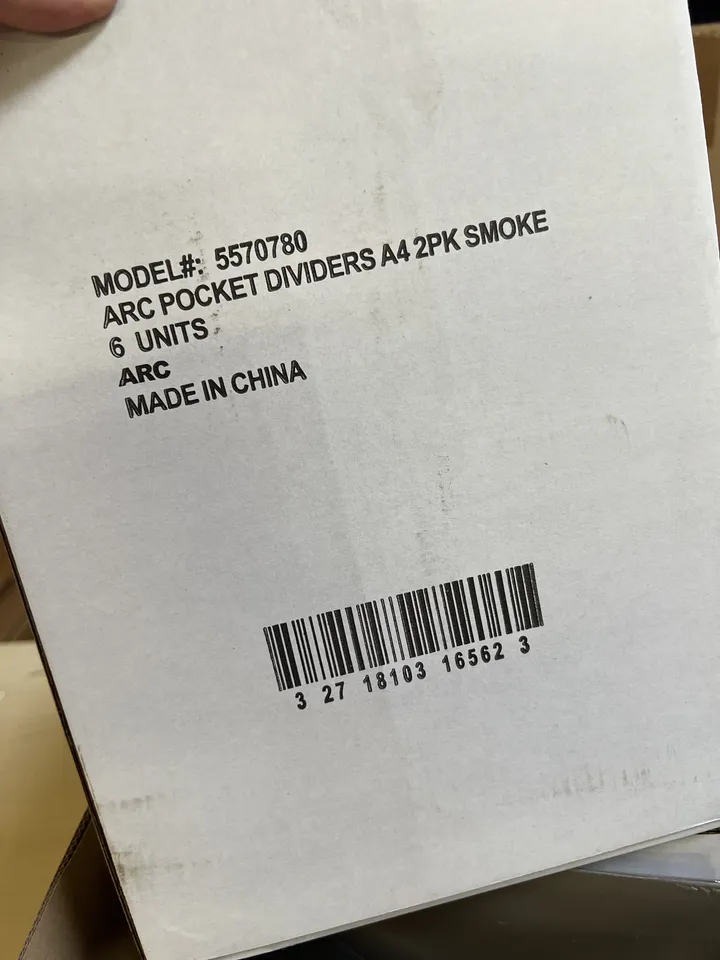 MODEL#: 5570780
ARC POCKET DIVIDERS A4 2PK SMOKE
6 UNITS
ARC
MADE IN CHINA
3 27 18103 16562 3